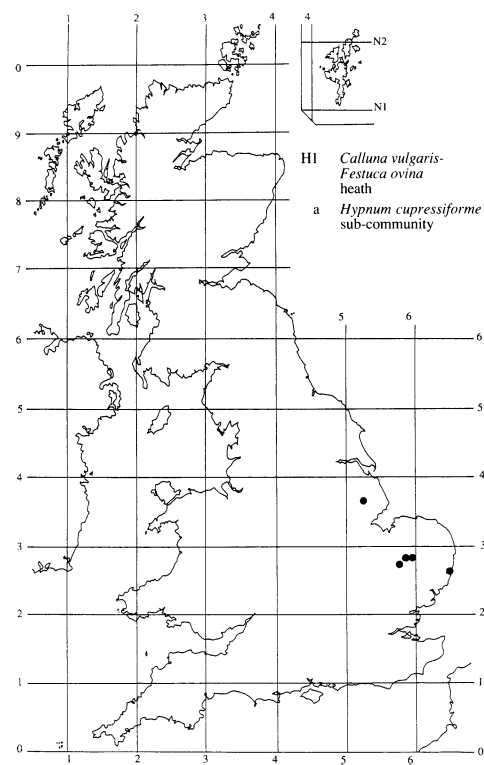 1 2 3 4 4
N2
N1
0
9
8
7
6
5
4
3
2
1
0
H1 Calluna vulgaris-
Festuca ovina
heath
a Hypnum cupressiforme
sub-community
5 6
6
5
4
3
2
1
0
1 2 3 4 5 6